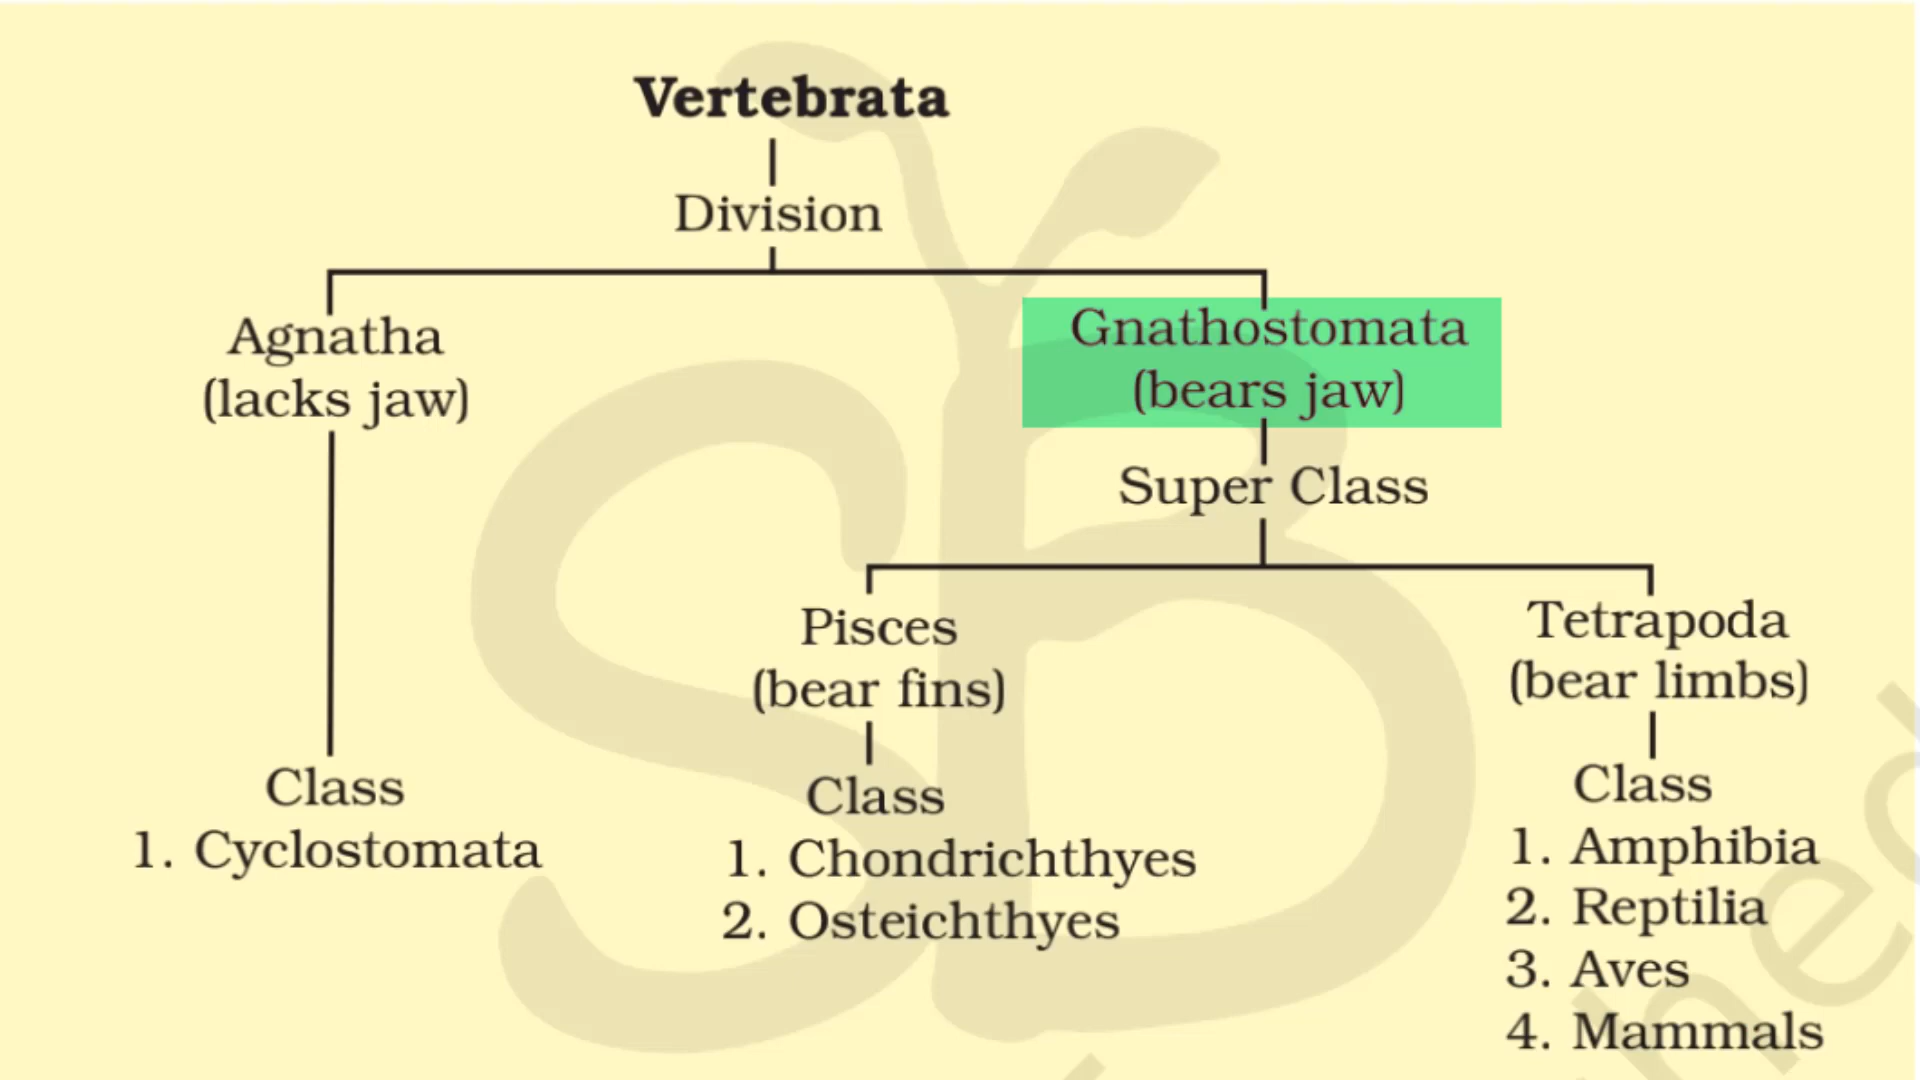 Vertebrata
Division
Agnatha
(lacks jaw)
Gnathostomata
(bears jaw)
Super Class
Pisces
(bear fins)
Tetrapoda
(bear limbs)
Class
1. Cyclostomata
Class
1. Chondrichthyes
2. Osteichthyes
Class
1. Amphibia
2. Reptilia
3. Aves
4. Mammals